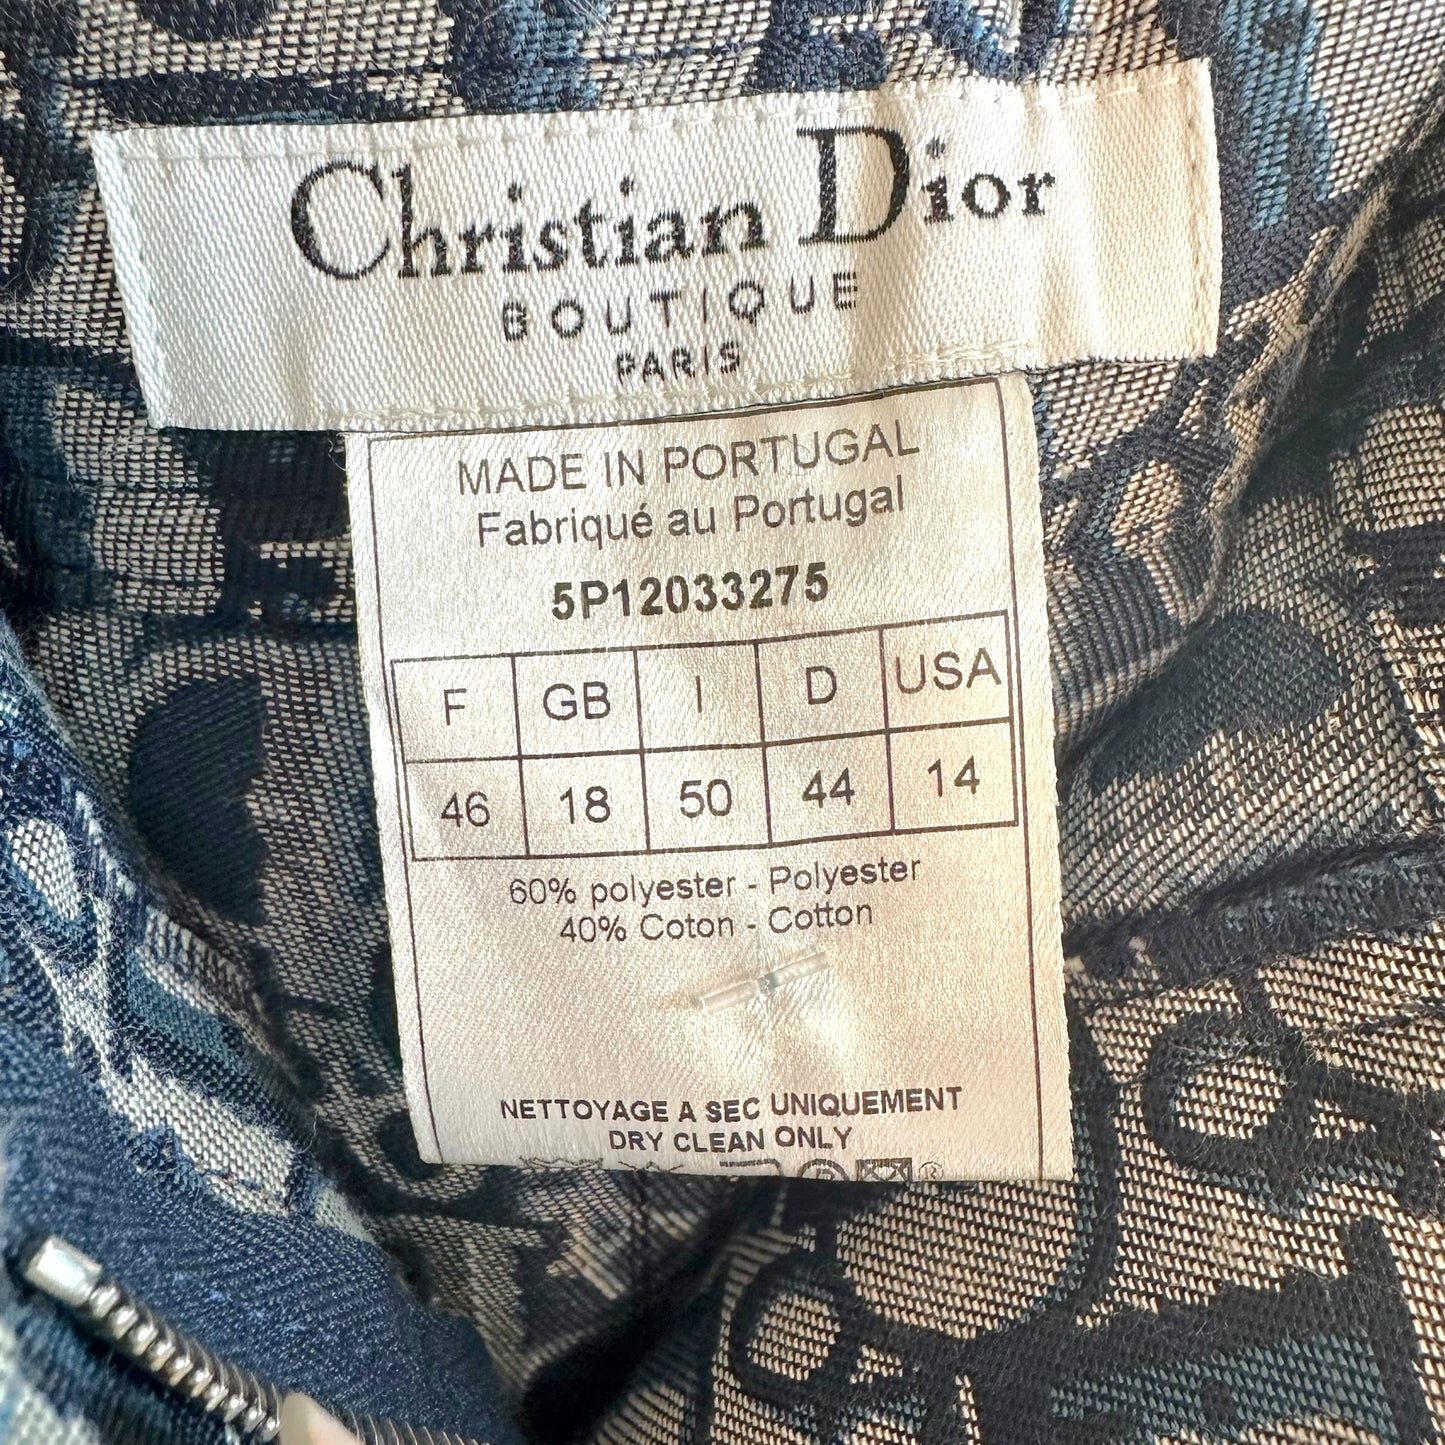 Christian Dior
BOUTIQUE
PARIS
MADE IN PORTUGAL
Fabriqué au Portugal
5P12033275
F GB I D USA
46 18 50 44 14
60% polyester - Polyester
40% Coton - Cotton
NETTOYAGE A SEC UNIQUEMENT
DRY CLEAN ONLY